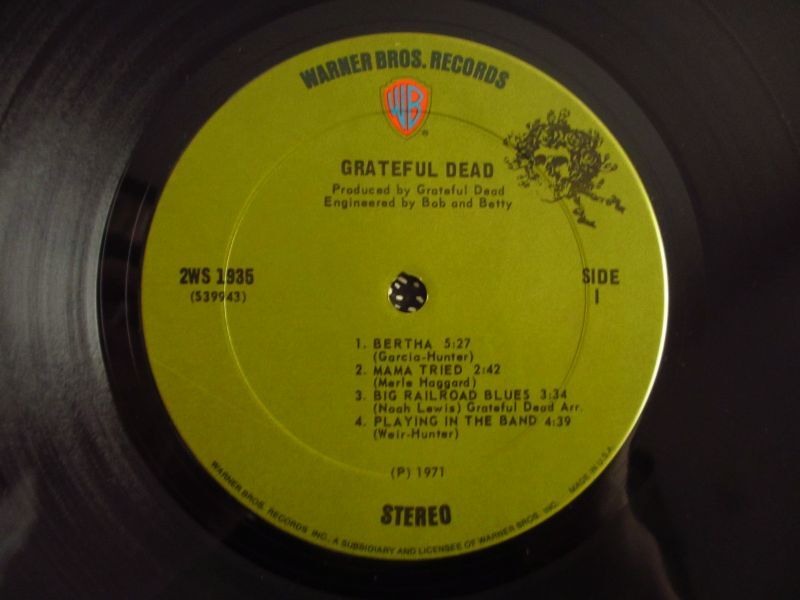 WARNER BROS. RECORDS
WB
®
GRATEFUL DEAD
Produced by Grateful Dead
Engineered by Bob and Betty
2WS 1935
(S39943)
SIDE
1
1. BERTHA 5:27
(Garcia-Hunter)
2. MAMA TRIED 2:42
(Merle Haggard)
3. BIG RAILROAD BLUES 3:34
(Noah Lewis) Grateful Dead Arr.
4. PLAYING IN THE BAND 4:39
(Weir-Hunter)
(P) 1971
STEREO
WARNER BROS. RECORDS INC., A SUBSIDIARY AND LICENSEE OF WARNER BROS. INC. MADE IN U.S.A.